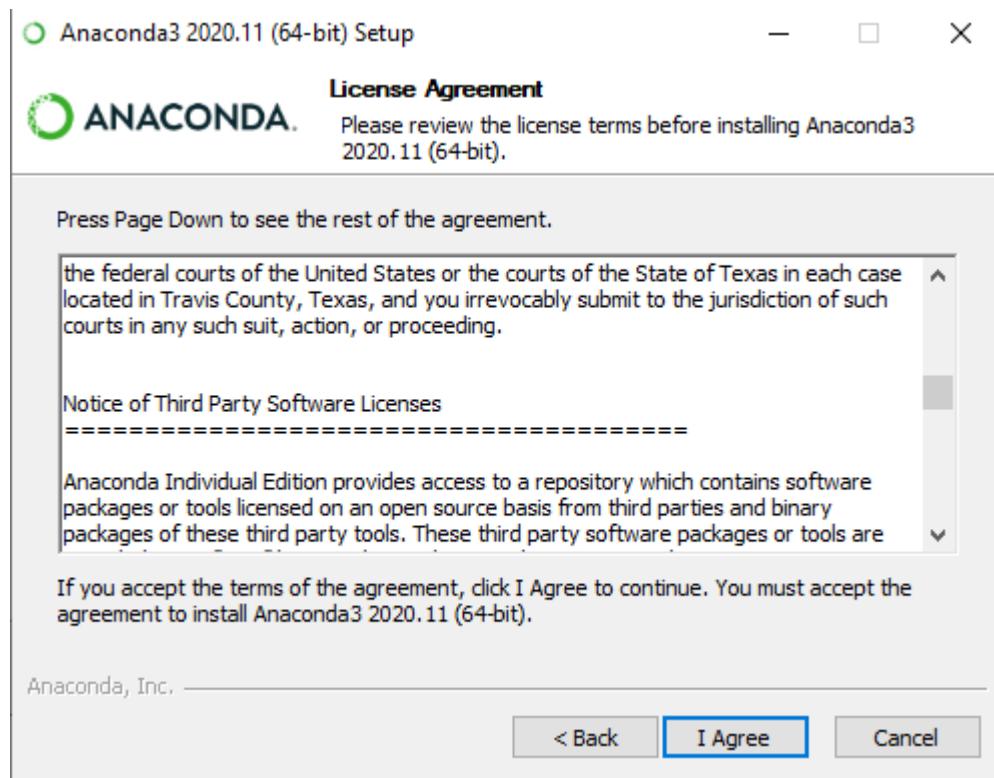 Anaconda3 2020.11 (64-bit) Setup
ANACONDA.
License Agreement
Please review the license terms before installing Anaconda3
2020.11 (64-bit).
Press Page Down to see the rest of the agreement.
the federal courts of the United States or the courts of the State of Texas in each case
located in Travis County, Texas, and you irrevocably submit to the jurisdiction of such
courts in any such suit, action, or proceeding.
Notice of Third Party Software Licenses
=======================================
Anaconda Individual Edition provides access to a repository which contains software
packages or tools licensed on an open source basis from third parties and binary
packages of these third party tools. These third party software packages or tools are
If you accept the terms of the agreement, click I Agree to continue. You must accept the
agreement to install Anaconda3 2020.11 (64-bit).
Anaconda, Inc.
< Back
I Agree
Cancel